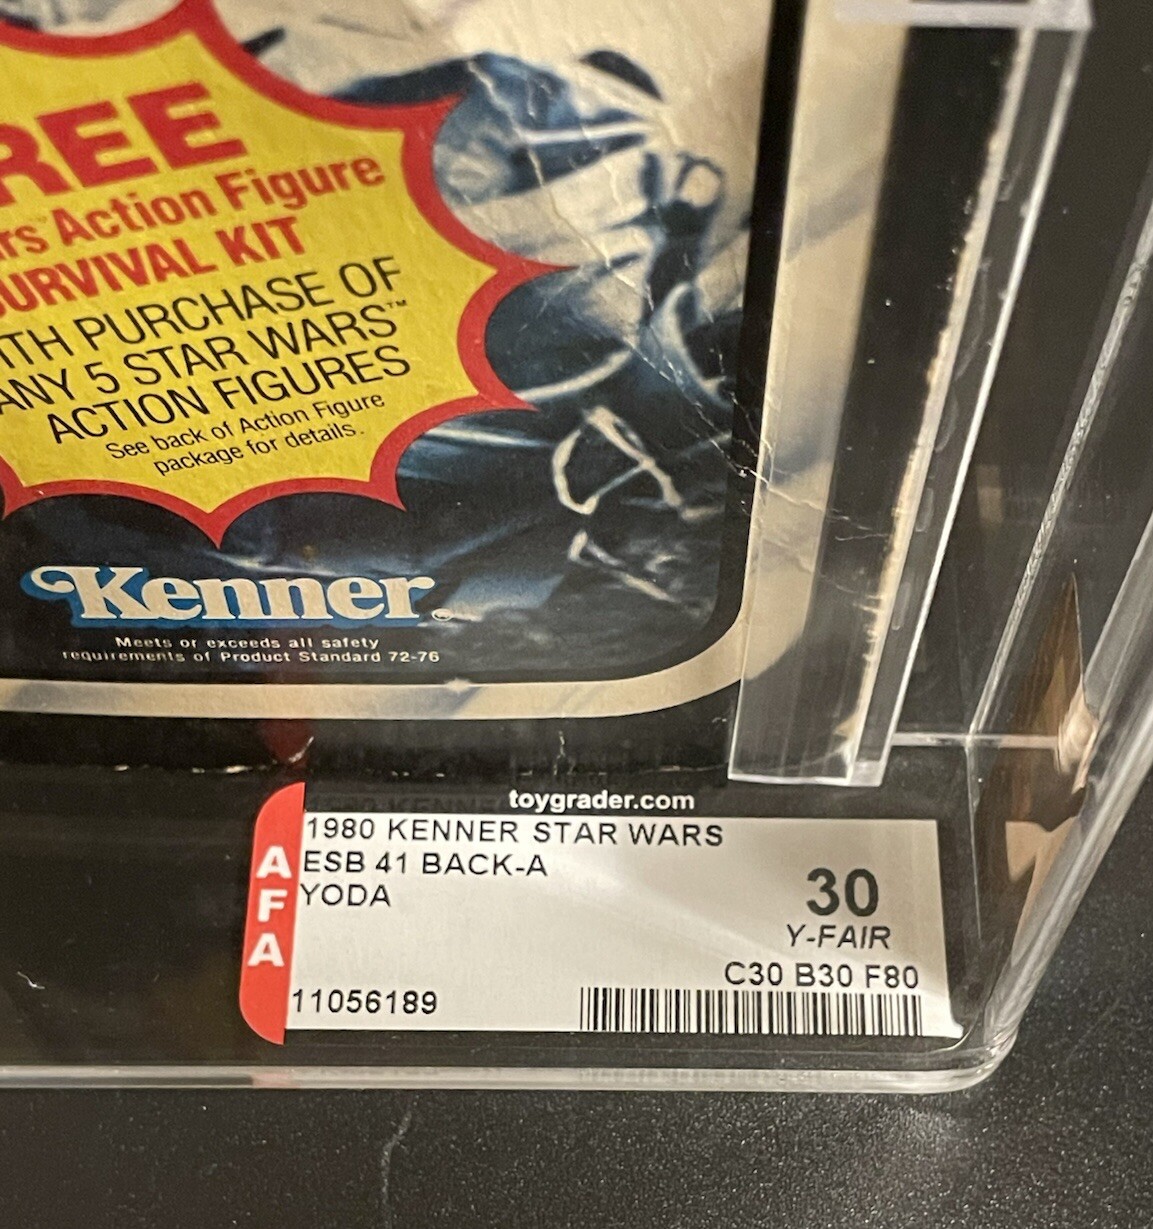 REE
rs Action Figure
SURVIVAL KIT
ITH PURCHASE OF
ANY 5 STAR WARS™
ACTION FIGURES
See back of Action Figure
package for details.
Kenner®
Meets or exceeds all safety
requirements of Product Standard 72-76
toygrader.com
AFA
1980 KENNER STAR WARS
ESB 41 BACK-A
YODA
30
Y-FAIR
C30 B30 F80
11056189